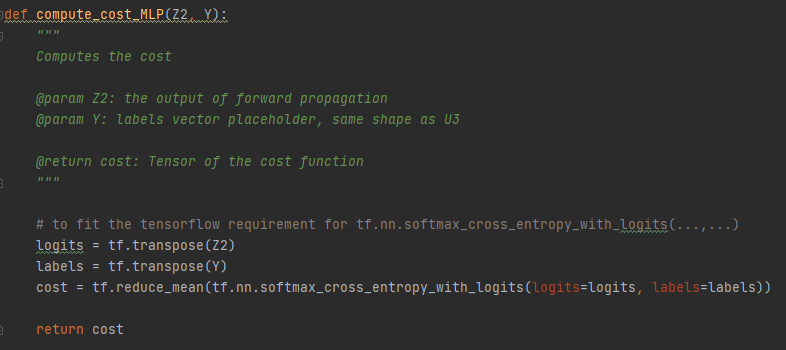 def compute_cost_MLP(Z2, Y):
    """
    Computes the cost

    @param Z2: the output of forward propagation
    @param Y: labels vector placeholder, same shape as U3

    @return cost: Tensor of the cost function
    """

    # to fit the tensorflow requirement for tf.nn.softmax_cross_entropy_with_logits(...,...)
    logits = tf.transpose(Z2)
    labels = tf.transpose(Y)
    cost = tf.reduce_mean(tf.nn.softmax_cross_entropy_with_logits(logits=logits, labels=labels))

    return cost